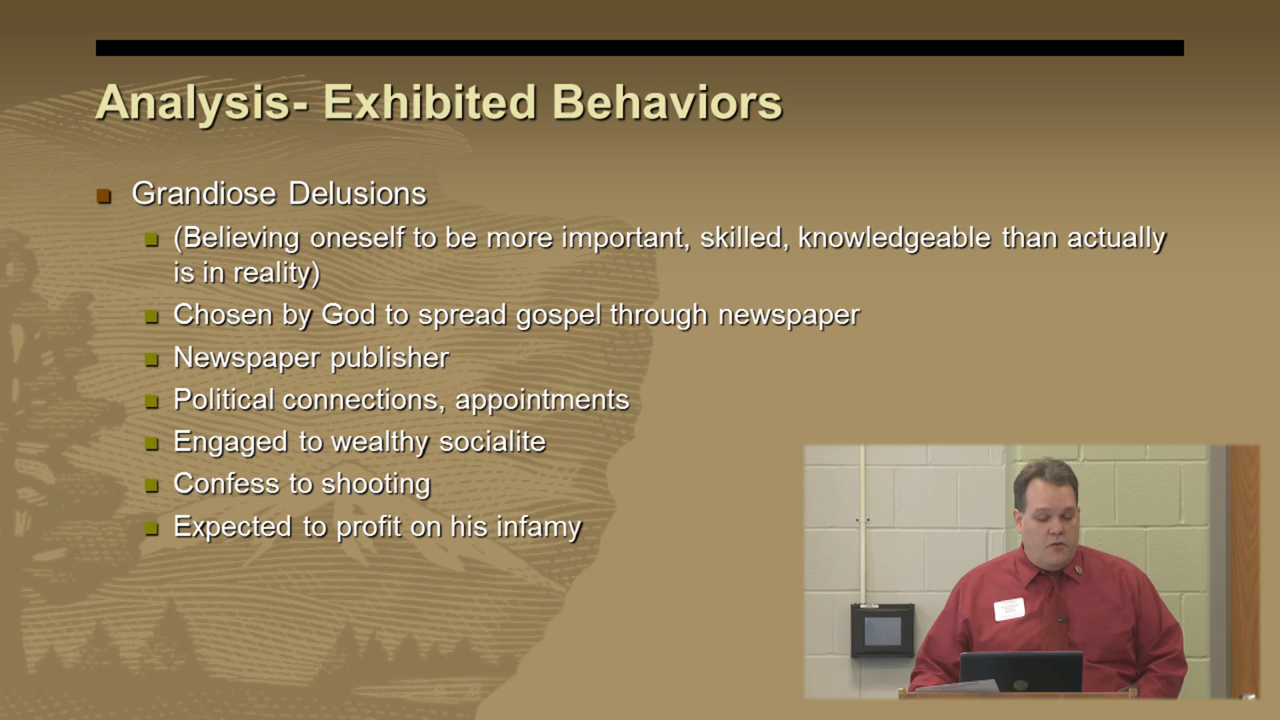 Analysis- Exhibited Behaviors
Grandiose Delusions
(Believing oneself to be more important, skilled, knowledgeable than actually
is in reality)
Chosen by God to spread gospel through newspaper
Newspaper publisher
Political connections, appointments
Engaged to wealthy socialite
Confess to shooting
Expected to profit on his infamy